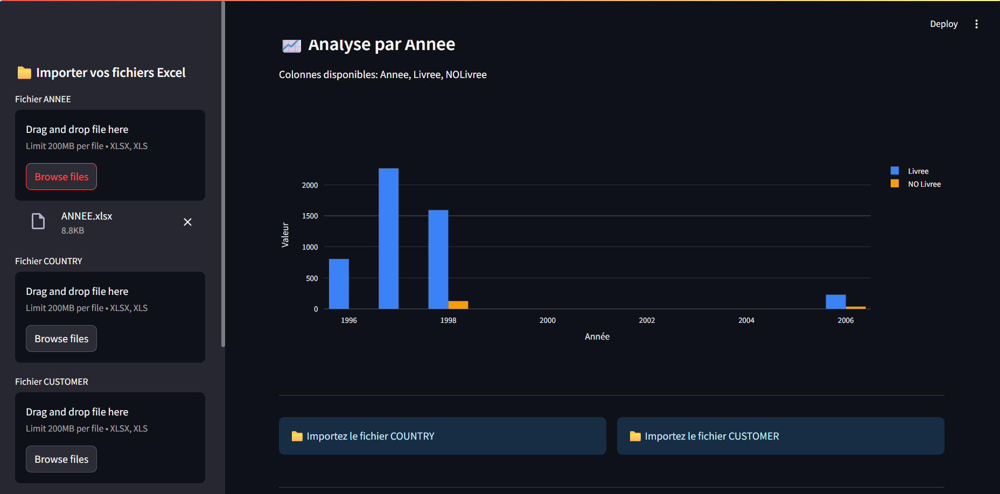 Deploy
Importer vos fichiers Excel
Fichier ANNEE
Drag and drop file here
Limit 200MB per file • XLSX, XLS
Browse files
ANNEE.xlsx
8.8KB
Fichier COUNTRY
Drag and drop file here
Limit 200MB per file • XLSX, XLS
Browse files
Fichier CUSTOMER
Drag and drop file here
Limit 200MB per file • XLSX, XLS
Browse files
Analyse par Annee
Colonnes disponibles: Annee, Livree, NOLivree
Valeur
2000
1500
1000
500
0
1996
1998
2000
2002
2004
2006
Année
Livree
NO Livree
Importez le fichier COUNTRY
Importez le fichier CUSTOMER